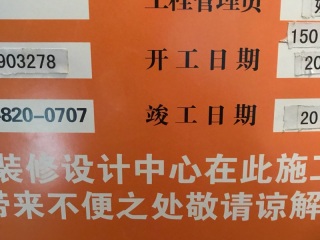 工程管理员
150
903278
开工日期
20
-820-0707
竣工日期
20
装修设计中心在此施工
带来不便之处敬请谅解